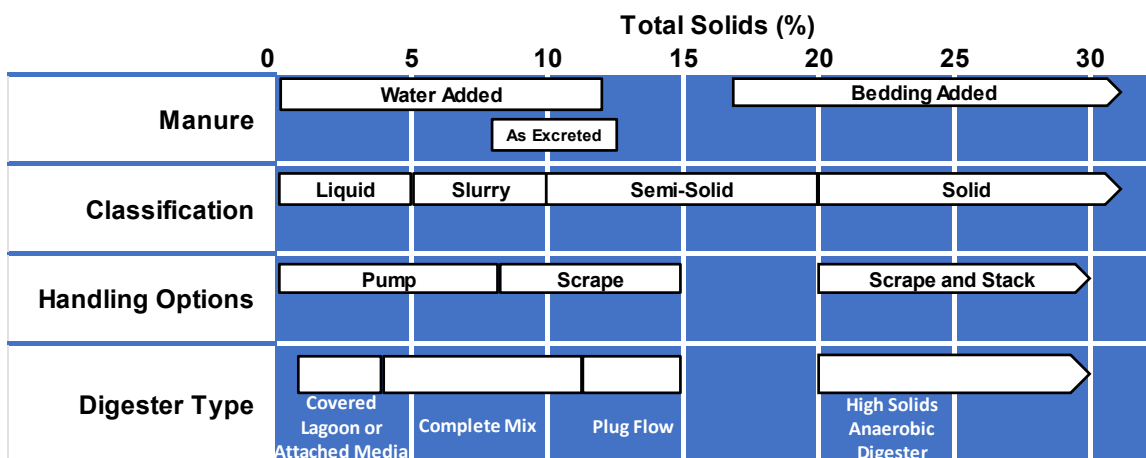 Total Solids (%)
0 5 10 15 20 25 30
Manure
Water Added
Bedding Added
As Excreted
Classification
Liquid
Slurry
Semi-Solid
Solid
Handling Options
Pump
Scrape
Scrape and Stack
Digester Type
Covered
Lagoon or
Attached Media
Complete Mix
Plug Flow
High Solids
Anaerobic
Digester